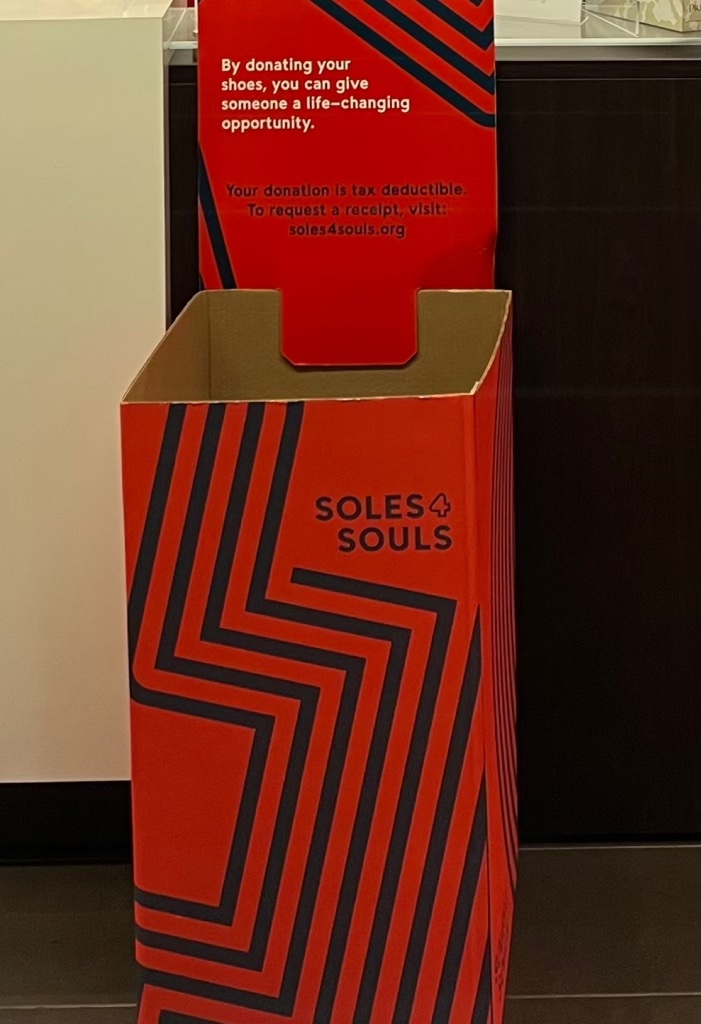 By donating your
shoes, you can give
someone a life-changing
opportunity.
Your donation is tax deductible.
To request a receipt, visit:
soles4souls.org
SOLES4
SOULS